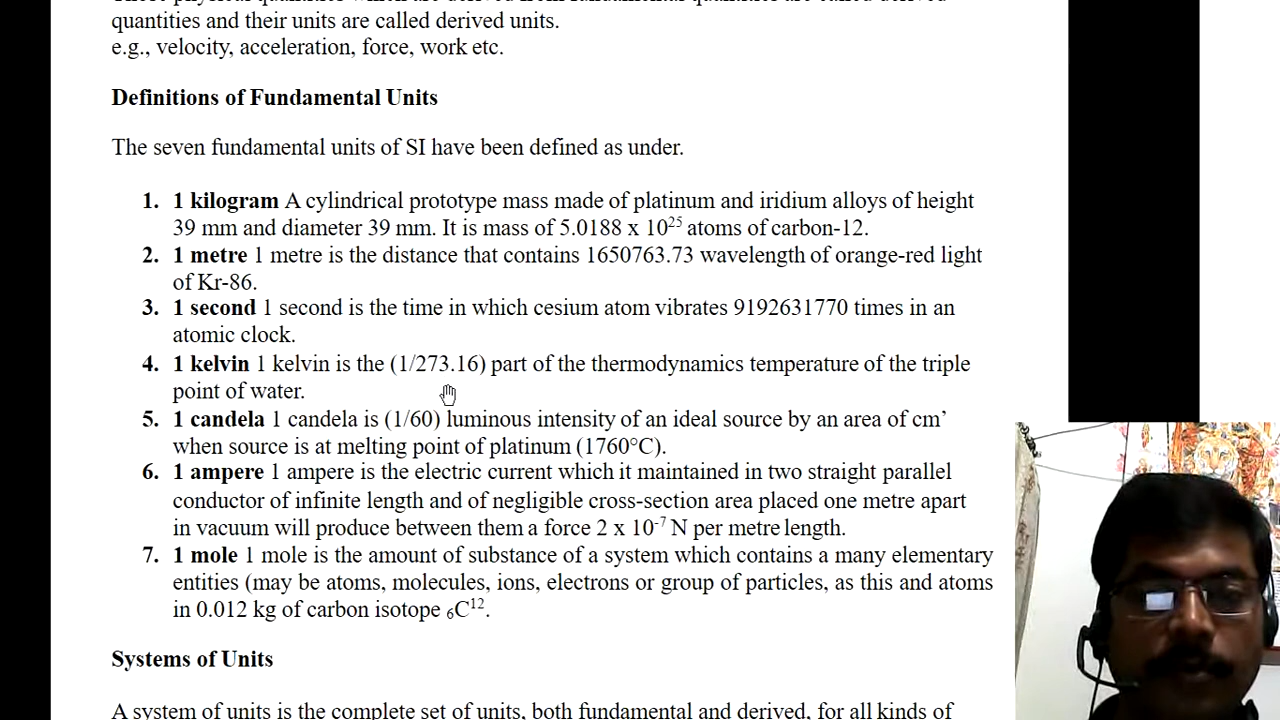 quantities and their units are called derived units.
e.g., velocity, acceleration, force, work etc.
Definitions of Fundamental Units
The seven fundamental units of SI have been defined as under.
1. 1 kilogram A cylindrical prototype mass made of platinum and iridium alloys of height
39 mm and diameter 39 mm. It is mass of 5.0188 x 10²⁵ atoms of carbon-12.
2. 1 metre 1 metre is the distance that contains 1650763.73 wavelength of orange-red light
of Kr-86.
3. 1 second 1 second is the time in which cesium atom vibrates 9192631770 times in an
atomic clock.
4. 1 kelvin 1 kelvin is the (1/273.16) part of the thermodynamics temperature of the triple
point of water.
5. 1 candela 1 candela is (1/60) luminous intensity of an ideal source by an area of cm’
when source is at melting point of platinum (1760°C).
6. 1 ampere 1 ampere is the electric current which it maintained in two straight parallel
conductor of infinite length and of negligible cross-section area placed one metre apart
in vacuum will produce between them a force 2 x 10⁻⁷ N per metre length.
7. 1 mole 1 mole is the amount of substance of a system which contains a many elementary
entities (may be atoms, molecules, ions, electrons or group of particles, as this and atoms
in 0.012 kg of carbon isotope ₆C¹².
Systems of Units
A system of units is the complete set of units, both fundamental and derived, for all kinds of